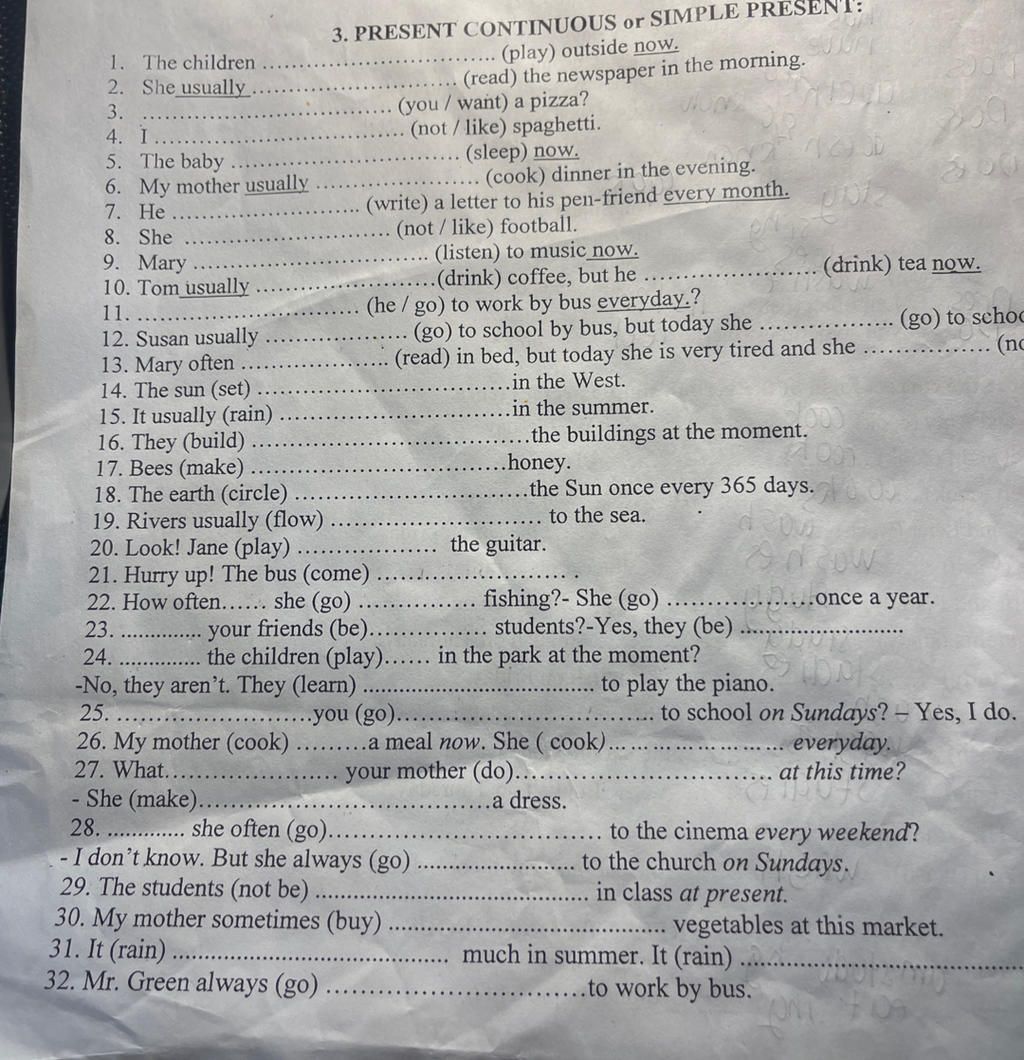 3. PRESENT CONTINUOUS or SIMPLE PRESENT:
1. The children .............................. (play) outside now.
2. She usually .............................. (read) the newspaper in the morning.
3. .................................... (you / want) a pizza?
4. I .................................... (not / like) spaghetti.
5. The baby .................................. (sleep) now.
6. My mother usually ........................ (cook) dinner in the evening.
7. He ............................ (write) a letter to his pen-friend every month.
8. She ............................... (not / like) football.
9. Mary .................................. (listen) to music now.
10. Tom usually ..........................(drink) coffee, but he .......................... (drink) tea now.
11. ................................. (he / go) to work by bus everyday.?
12. Susan usually ..................... (go) to school by bus, but today she .................... (go) to schoo
13. Mary often ...................... (read) in bed, but today she is very tired and she ................... (no
14. The sun (set) ......................................in the West.
15. It usually (rain) ...................................in the summer.
16. They (build) ..........................................the buildings at the moment.
17. Bees (make) ......................................honey.
18. The earth (circle) ...................................the Sun once every 365 days.
19. Rivers usually (flow) ............................... to the sea.
20. Look! Jane (play) .................. the guitar.
21. Hurry up! The bus (come) ........................... .
22. How often...... she (go) ............... fishing?- She (go) ...................once a year.
23. ............. your friends (be)............... students?-Yes, they (be) ..........................
24. ............. the children (play)...... in the park at the moment?
-No, they aren't. They (learn) ..................................... to play the piano.
25. .........................you (go)................................. to school on Sundays? – Yes, I do.
26. My mother (cook) .........a meal now. She ( cook)... ... ... ... ... ... ... everyday.
27. What...................... your mother (do)................................. at this time?
- She (make).....................................a dress.
28. ............. she often (go)................................... to the cinema every weekend?
- I don't know. But she always (go) ........................ to the church on Sundays.
29. The students (not be) ........................................... in class at present.
30. My mother sometimes (buy) ........................................... vegetables at this market.
31. It (rain) ........................................... much in summer. It (rain) ..........................................
32. Mr. Green always (go) .................................to work by bus.